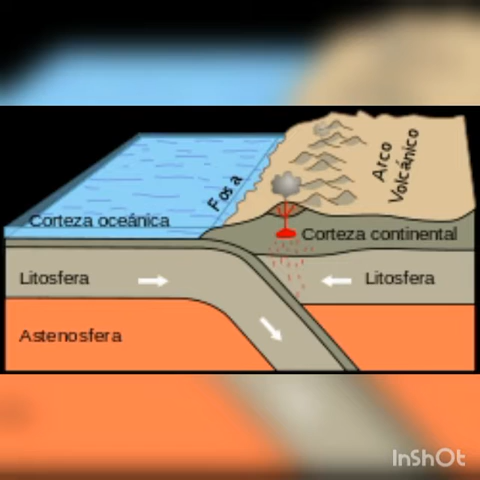 Fosa
Arco
Volcánico
Corteza oceánica
Corteza continental
Litosfera
Litosfera
Astenosfera
InShOt